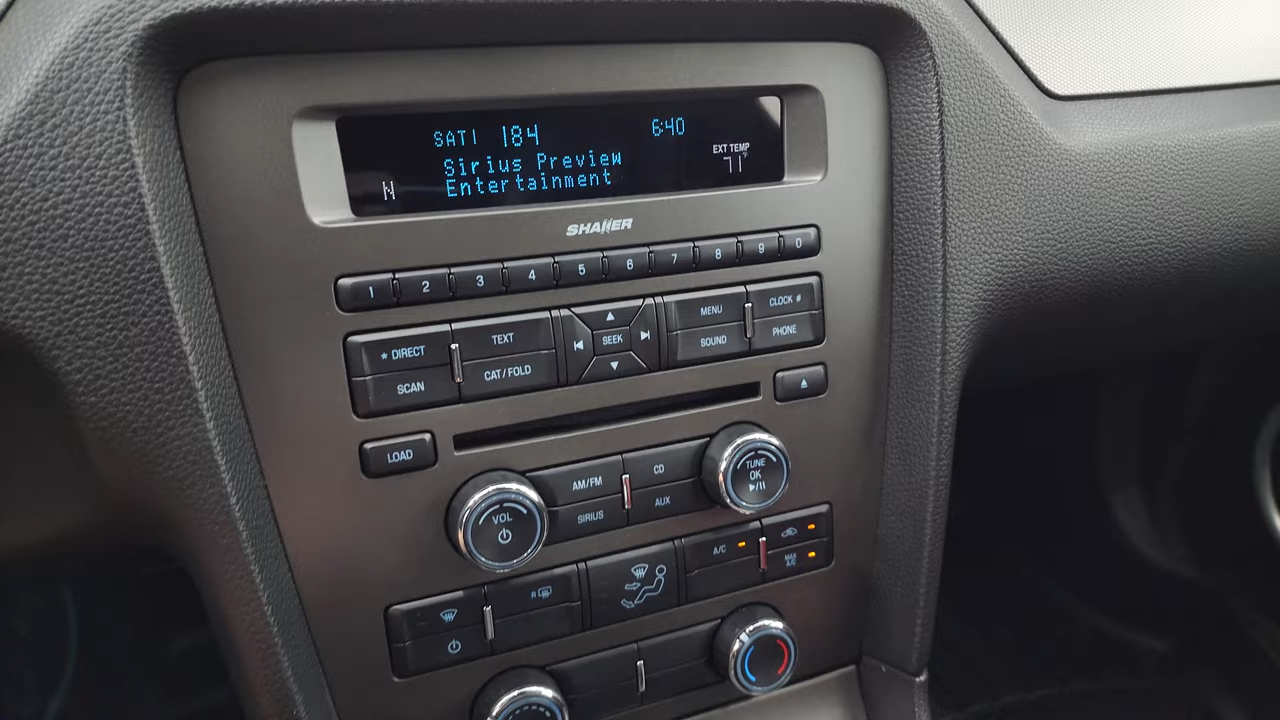 SAT1 184 6:40
Sirius Preview
Entertainment
EXT TEMP
71°F
N
SHAKER
1 2 3 4 5 6 7 8 9 0
* DIRECT TEXT SEEK MENU CLOCK #
SCAN CAT/FOLD SOUND PHONE
LOAD
VOL AM/FM CD TUNE
OK
SIRIUS AUX
A/C
MAX
A/C
R